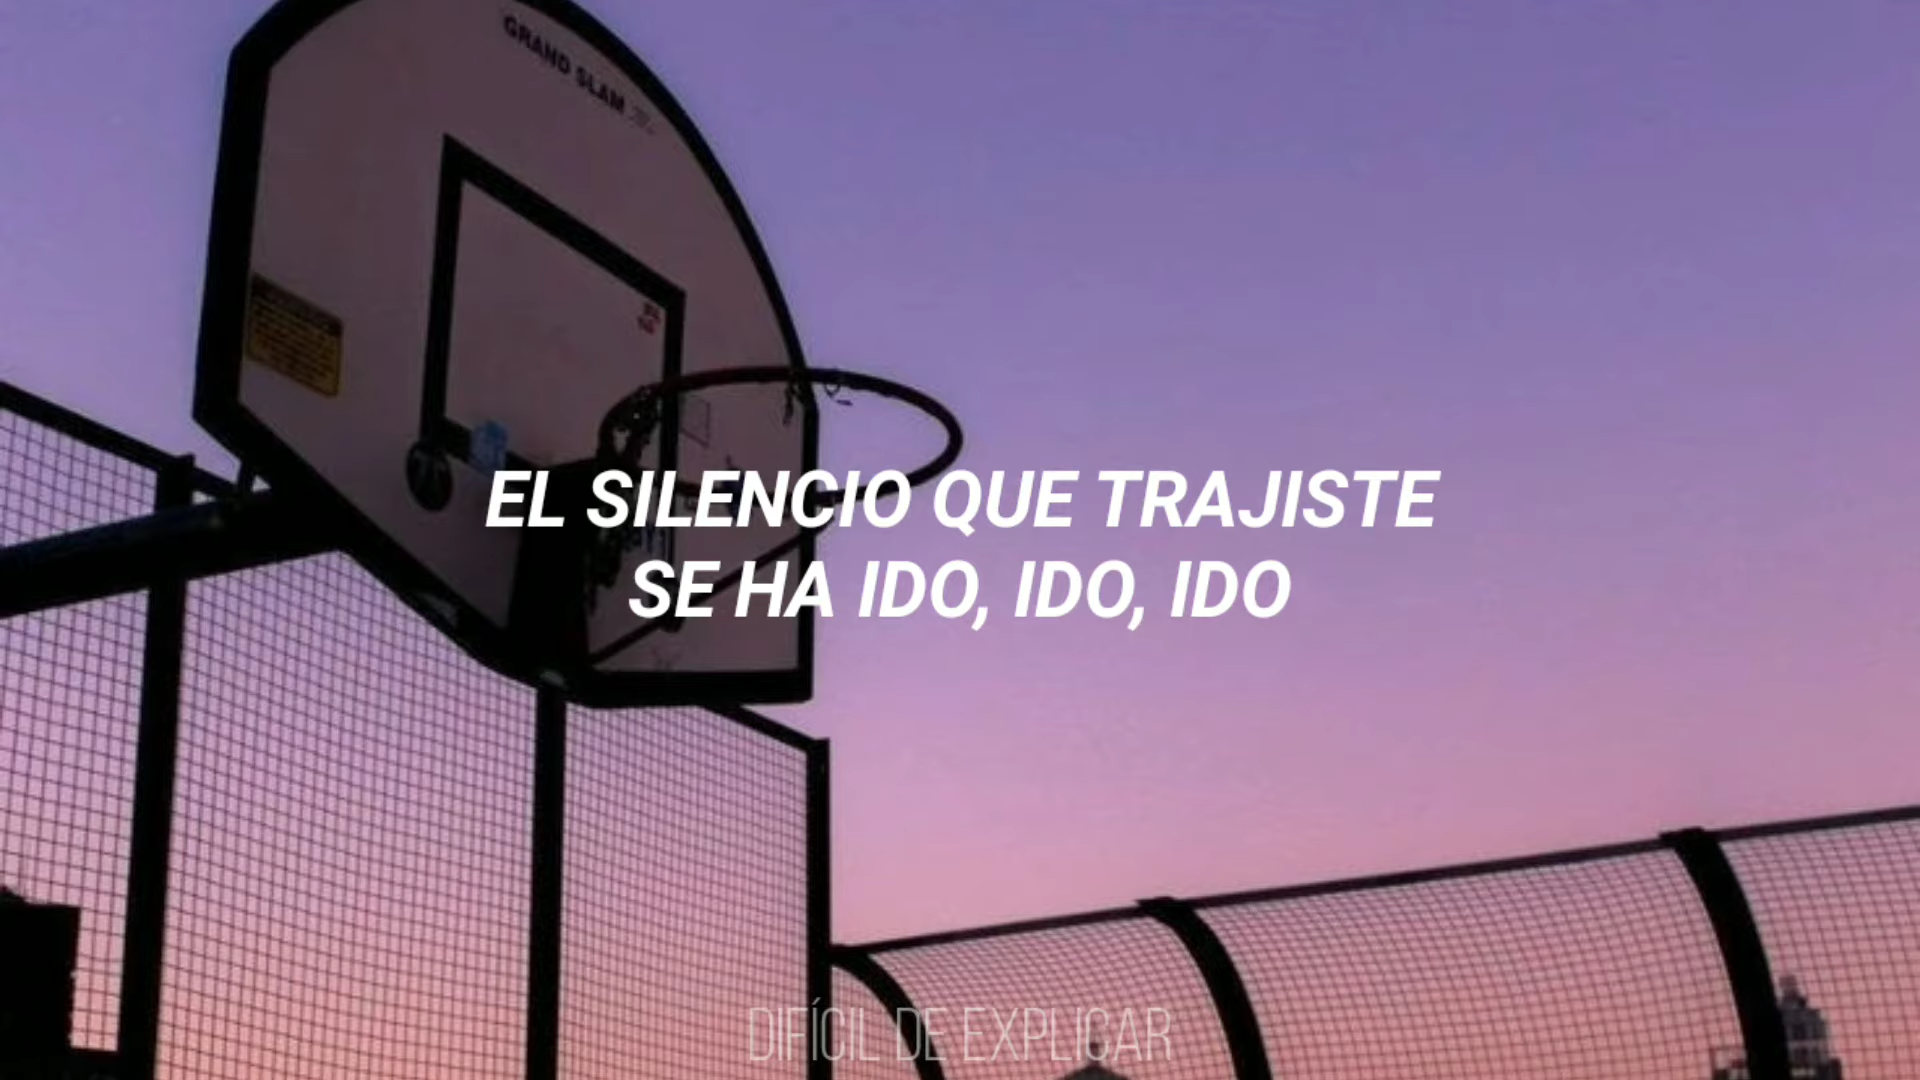 GRAND SLAM
EL SILENCIO QUE TRAJISTE
SE HA IDO, IDO, IDO
DIFÍCIL DE EXPLICAR